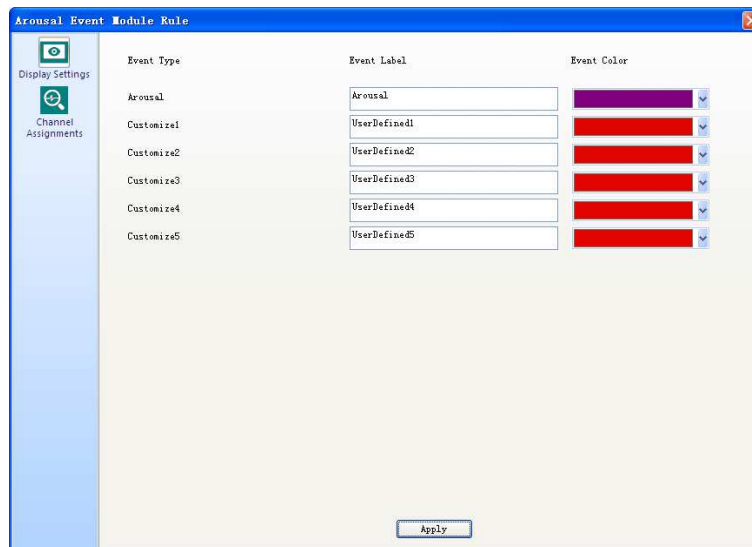 Arousal Event Module Rule
Display Settings
Channel
Assignments
Event Type Event Label Event Color
Arousal Arousal
Customize1 UserDefined1
Customize2 UserDefined2
Customize3 UserDefined3
Customize4 UserDefined4
Customize5 UserDefined5
Apply